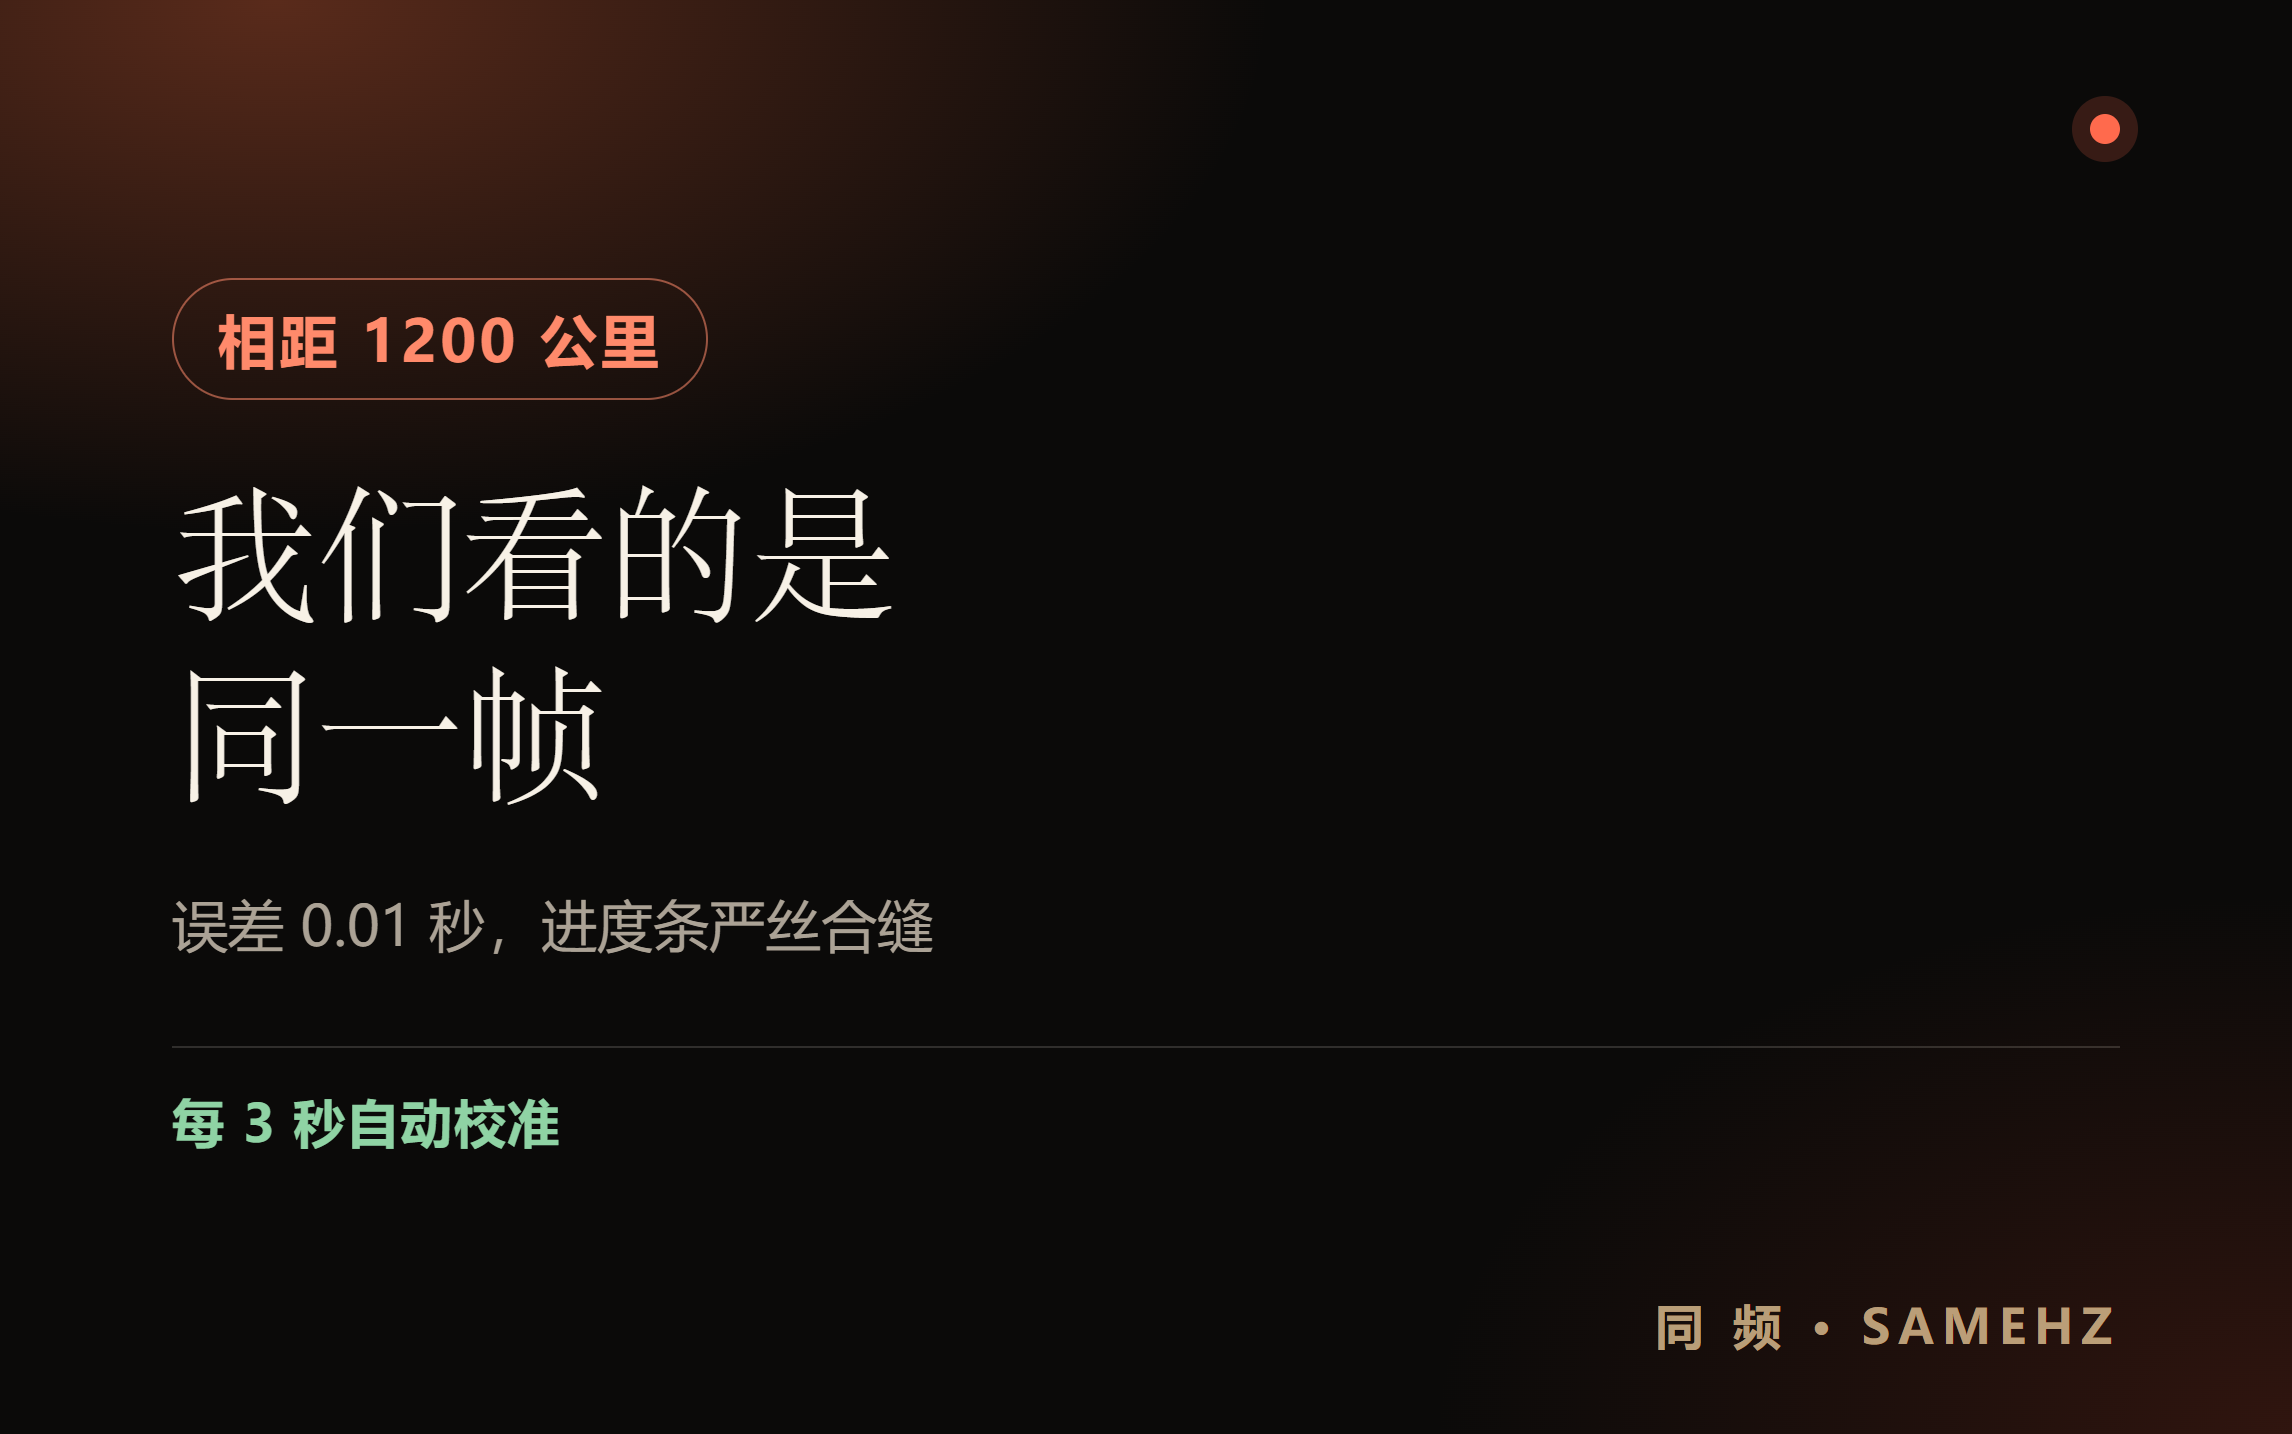 相距 1200 公里
我们看的是
同一帧
误差 0.01 秒，进度条严丝合缝
每 3 秒自动校准
同 频 • SAMEHZ